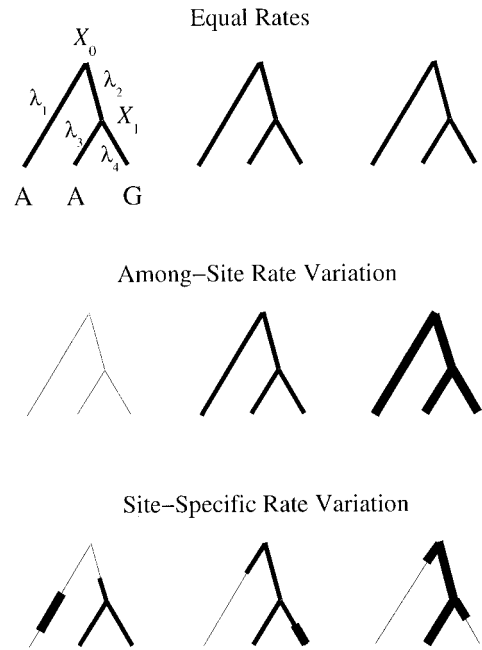 Equal Rates
X₀
λ₁
λ₂
X₁
λ₃
λ₄
A A G
Among−Site Rate Variation
Site−Specific Rate Variation